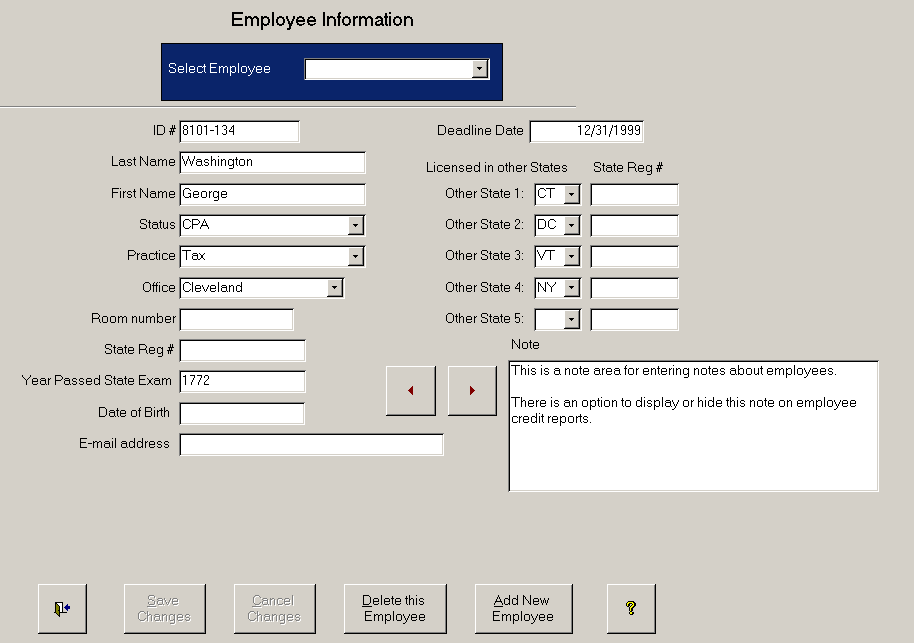 Employee Information
Select Employee
ID # 8101-134
Last Name Washington
First Name George
Status CPA
Practice Tax
Office Cleveland
Room number
State Reg #
Year Passed State Exam 1772
Date of Birth
E-mail address
Deadline Date 12/31/1999
Licensed in other States State Reg #
Other State 1: CT
Other State 2: DC
Other State 3: VT
Other State 4: NY
Other State 5:
Note
This is a note area for entering notes about employees.
There is an option to display or hide this note on employee
credit reports.
Save
Changes
Cancel
Changes
Delete this
Employee
Add New
Employee
?